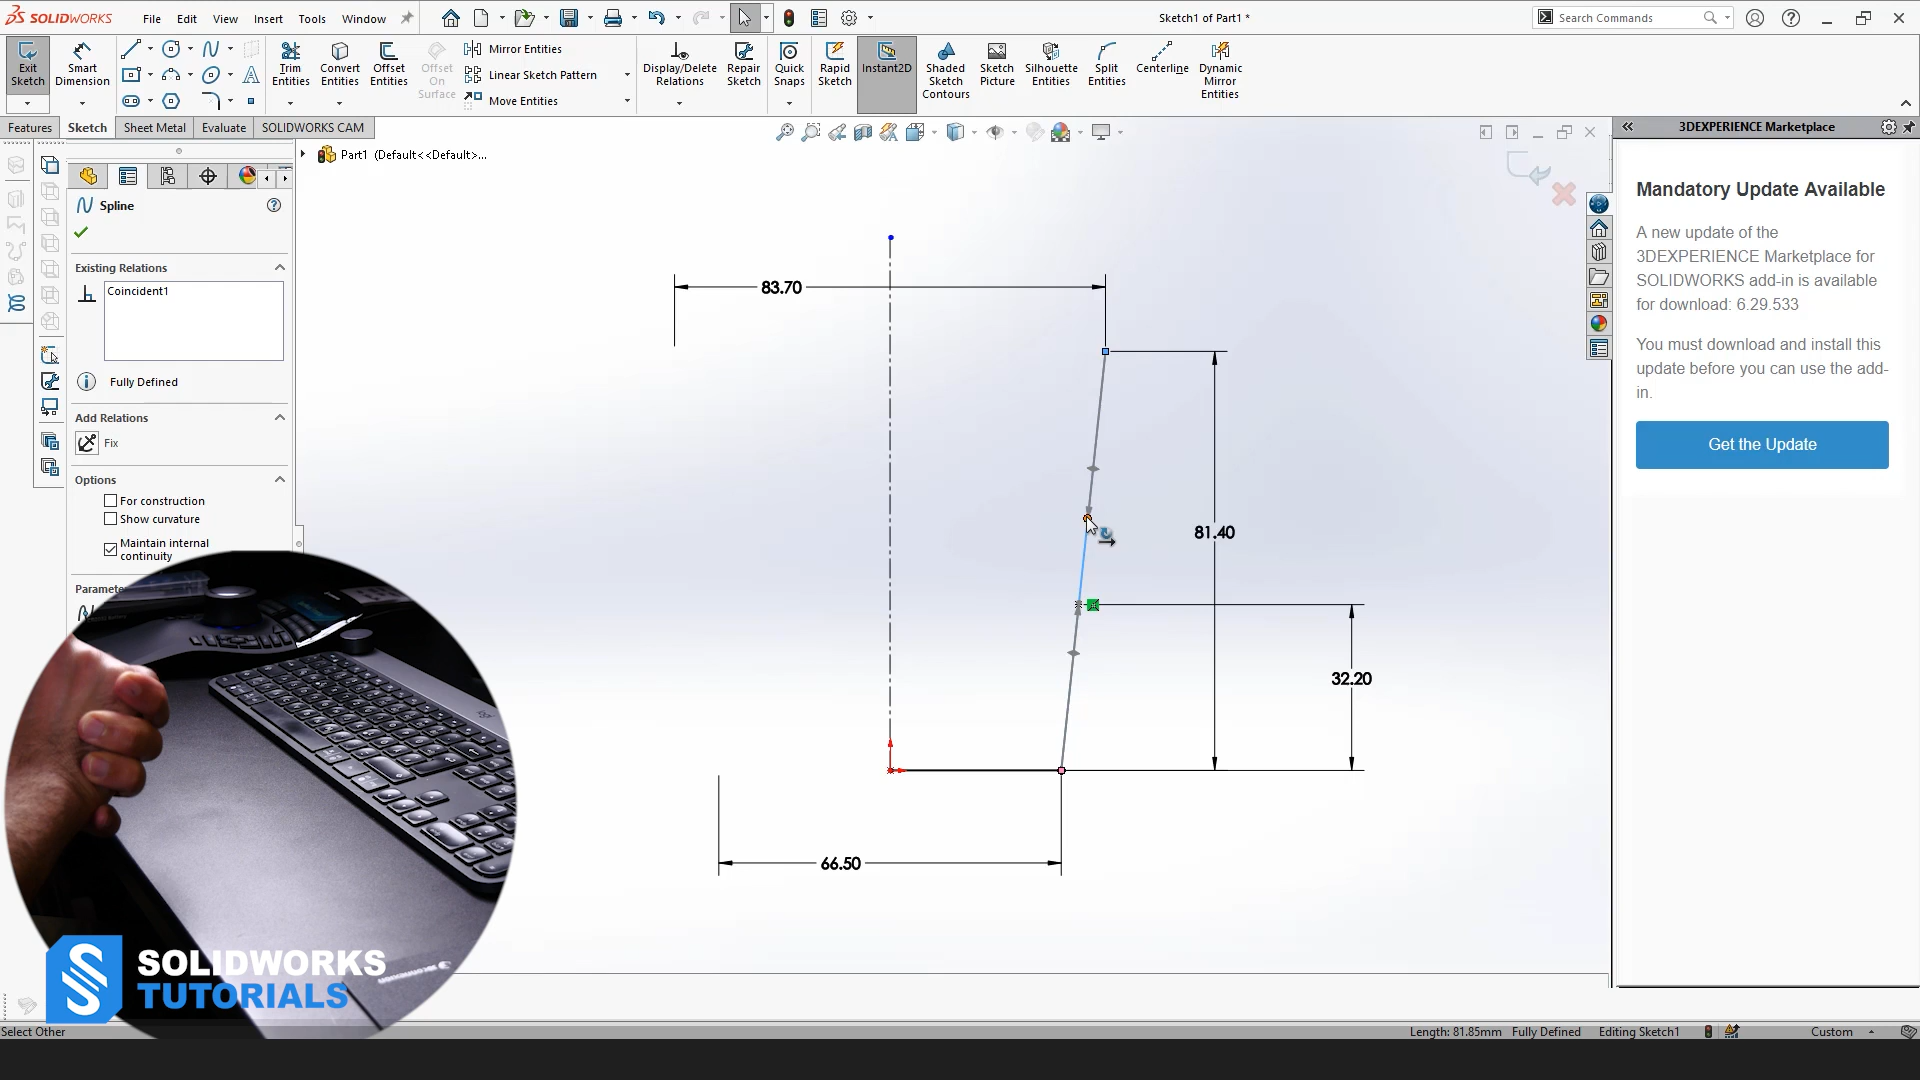 SOLIDWORKS
File Edit View Insert Tools Window
Sketch1 of Part1 *
Search Commands
Exit Sketch
Smart Dimension
Trim Entities
Convert Entities
Offset Entities
Offset On Surface
Mirror Entities
Linear Sketch Pattern
Move Entities
Display/Delete Relations
Repair Sketch
Quick Snaps
Rapid Sketch
Instant2D
Shaded Sketch Contours
Sketch Picture
Silhouette Entities
Split Entities
Centerline
Dynamic Mirror Entities
Features Sketch Sheet Metal Evaluate SOLIDWORKS CAM
Part1 (Default<<Default>...
Spline
Existing Relations
Coincident1
Fully Defined
Add Relations
Fix
Options
For construction
Show curvature
Maintain internal
continuity
Parame
83.70
81.40
32.20
66.50
3DEXPERIENCE Marketplace
Mandatory Update Available
A new update of the
3DEXPERIENCE Marketplace for
SOLIDWORKS add-in is available
for download: 6.29.533
You must download and install this
update before you can use the add-
in.
Get the Update
SOLIDWORKS
TUTORIALS
Select Other
Length: 81.85mm Fully Defined Editing Sketch1 Custom